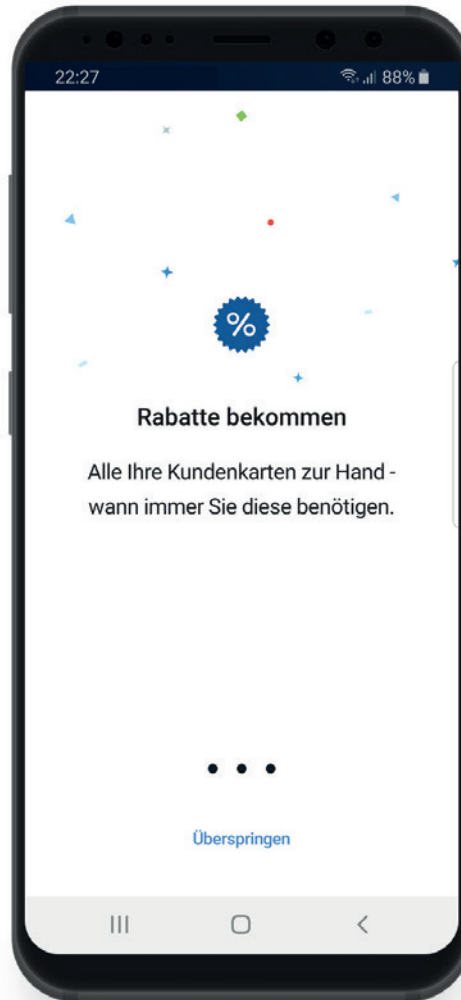 22:27
88%
%
Rabatte bekommen
Alle Ihre Kundenkarten zur Hand -
wann immer Sie diese benötigen.
Überspringen